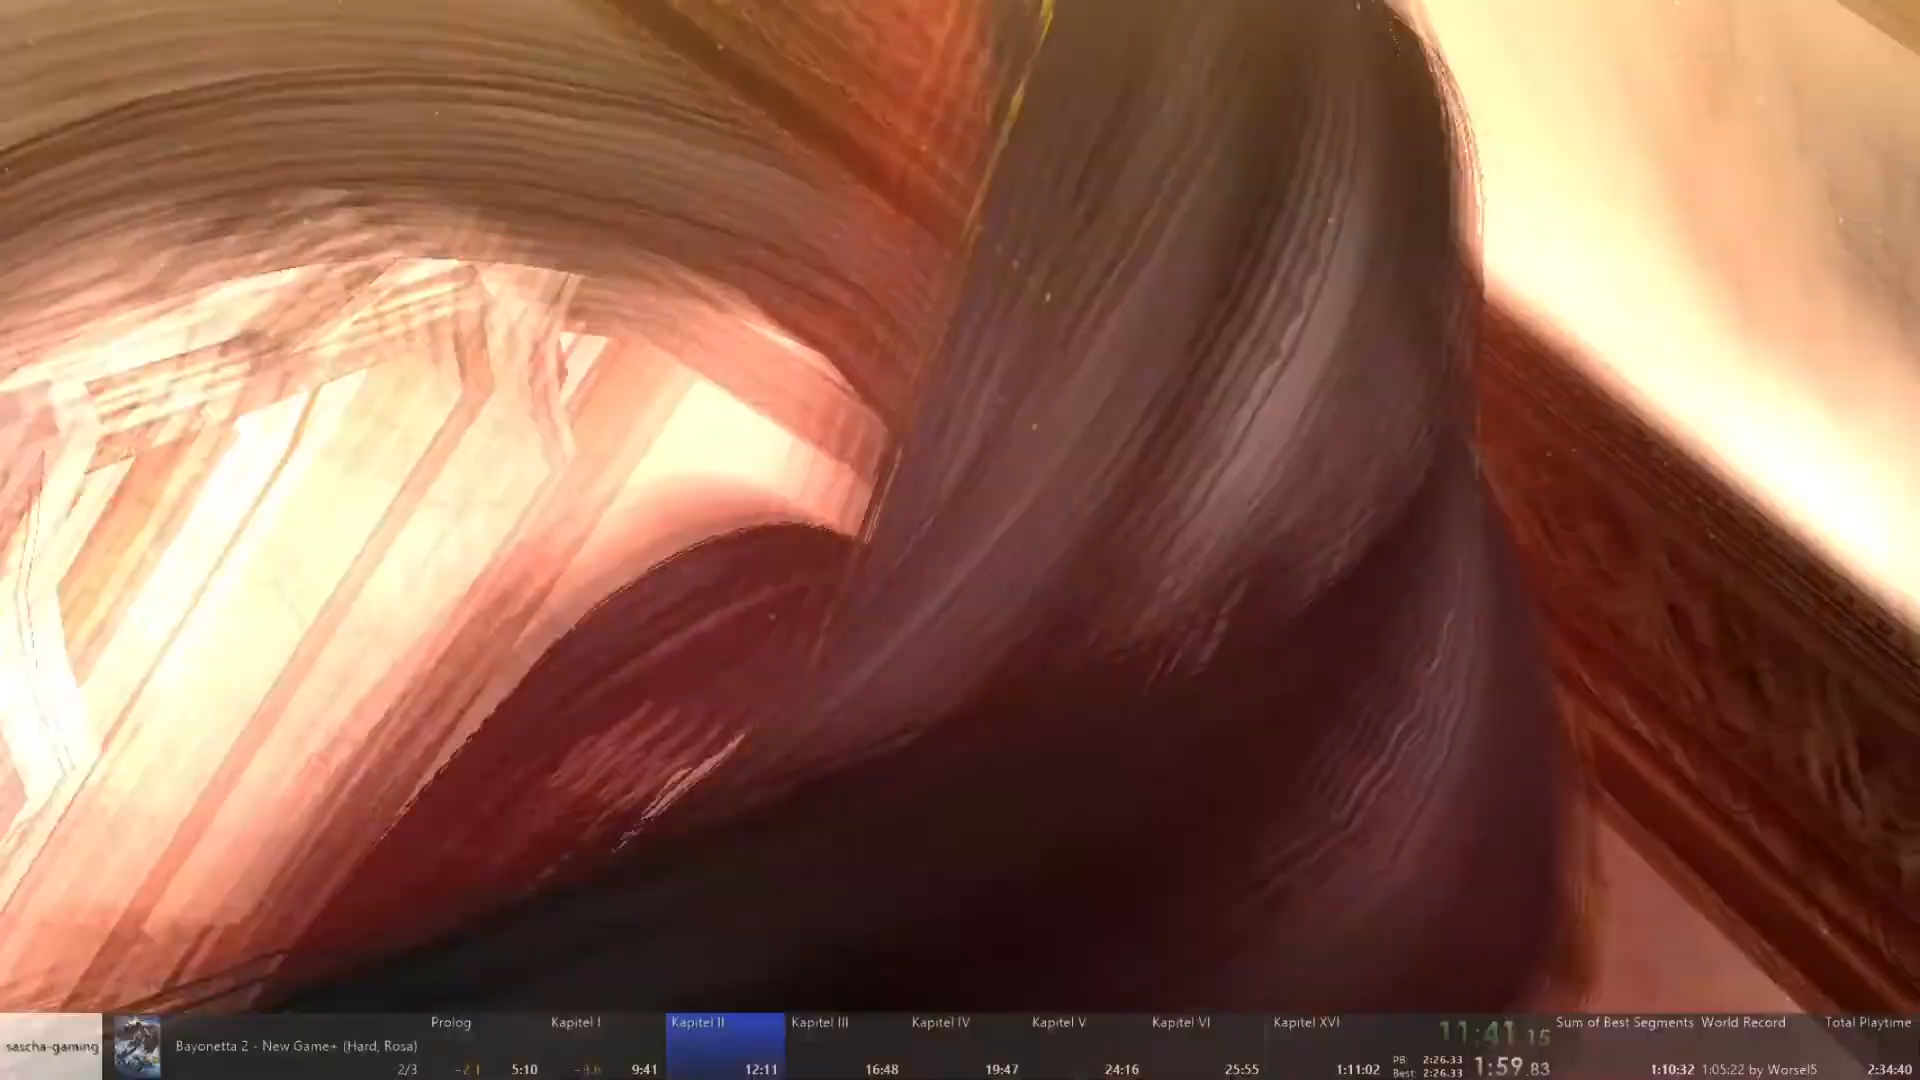 sascha-gaming
Bayonetta 2 - New Game+ (Hard, Rosa)
2/3
Prolog
5:10
Kapitel I
9:41
Kapitel II
12:11
Kapitel III
16:48
Kapitel IV
19:47
Kapitel V
24:16
Kapitel VI
25:55
Kapitel XVI
1:11:02
11:41 15
PB: 2:26.33
Best: 2:26.33
1:59.83
Sum of Best Segments
1:10:32
World Record
1:05:22 by Worsel5
Total Playtime
2:34:40